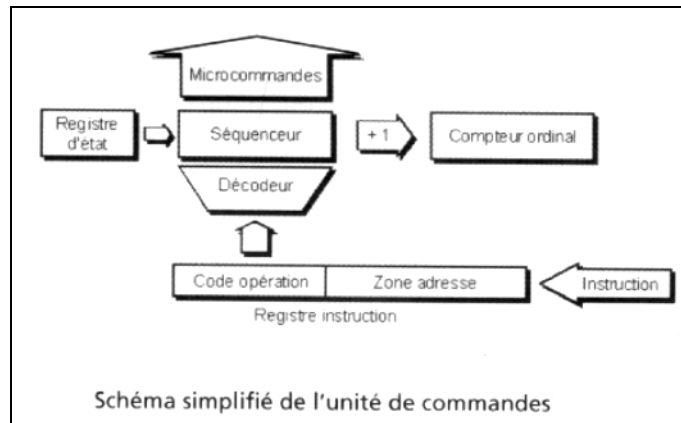 Microcommandes
Registre
d'état
Séquenceur
+ 1
Compteur ordinal
Décodeur
Code opération
Zone adresse
Instruction
Registre instruction
Schéma simplifié de l'unité de commandes